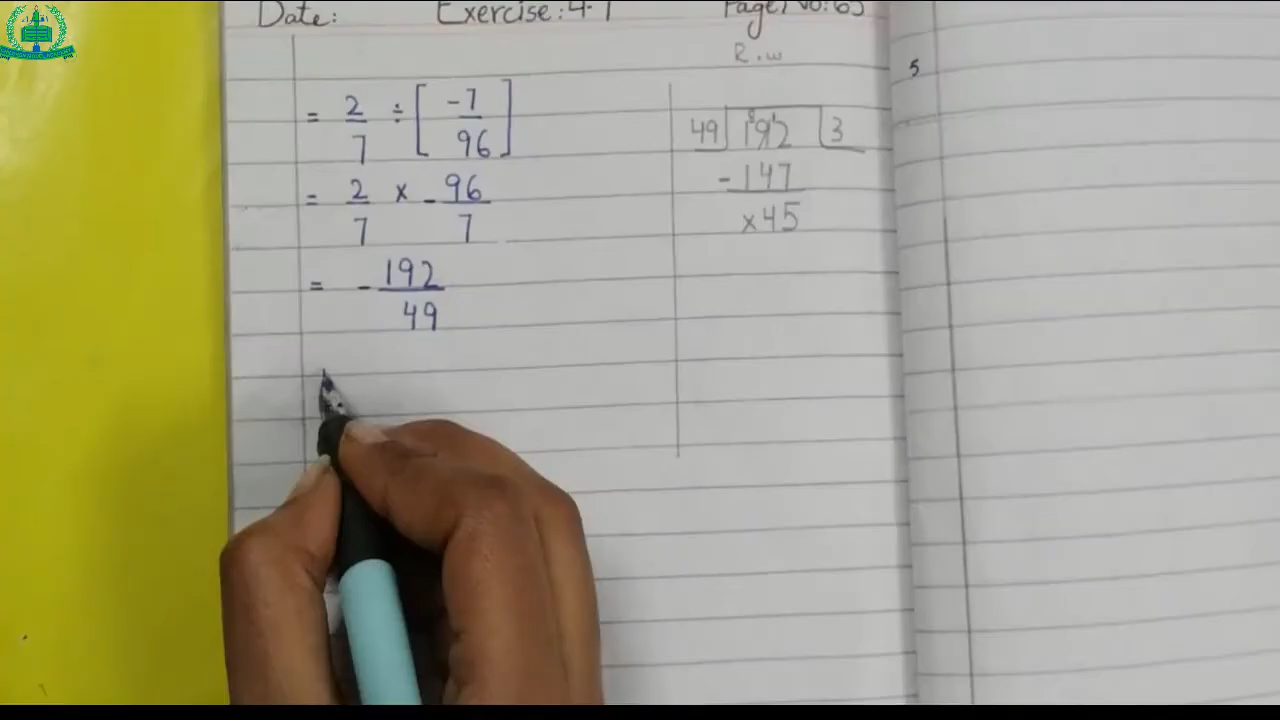 Date: Exercise: 4.1 Page No: 63
R.w
= 2/7 ÷ [-7/96]
= 2/7 x -96/7
= -192/49
49 192 3
-147
x45
5